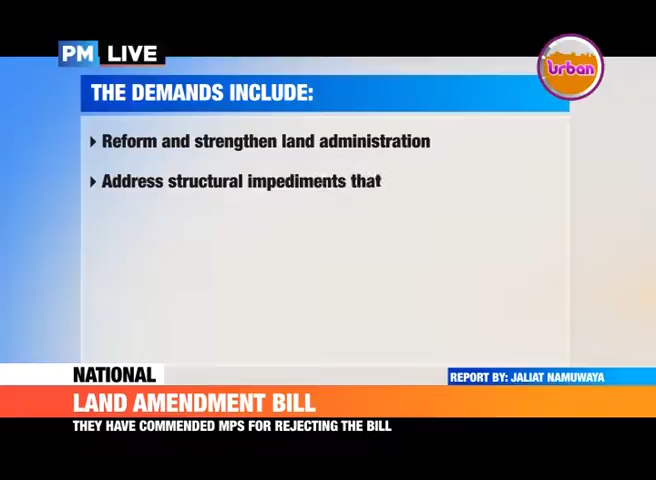 PM LIVE
urban
THE DEMANDS INCLUDE:
Reform and strengthen land administration
Address structural impediments that
NATIONAL
REPORT BY: JALIAT NAMUWAYA
LAND AMENDMENT BILL
THEY HAVE COMMENDED MPS FOR REJECTING THE BILL